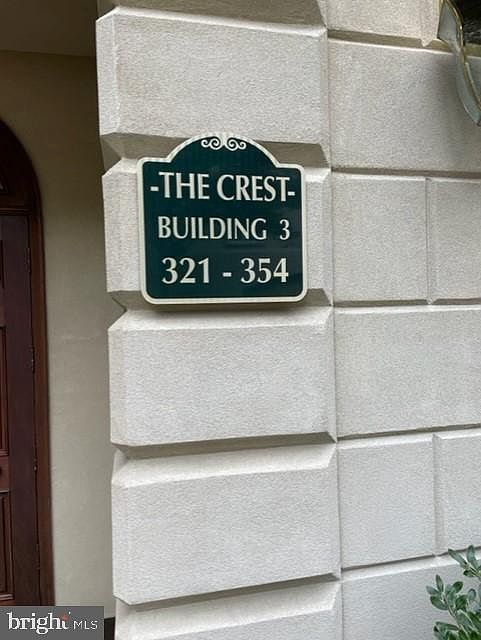 -THE CREST-
BUILDING 3
321 - 354
bright MLS